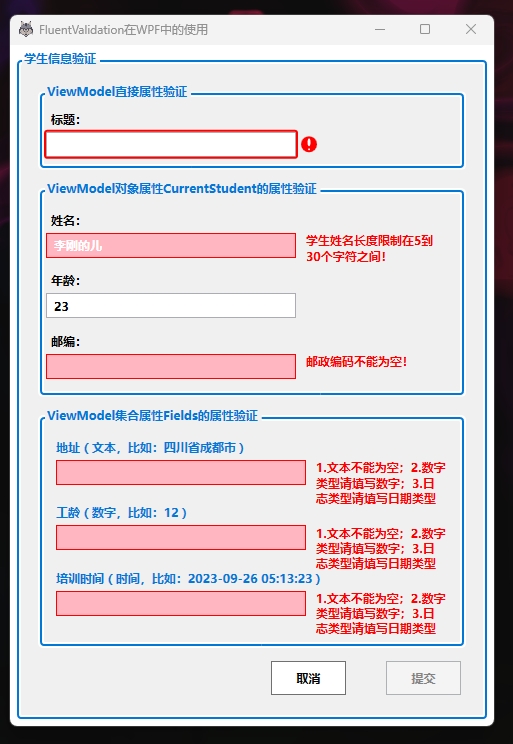 FluentValidation在WPF中的使用
学生信息验证
ViewModel直接属性验证
标题：
ViewModel对象属性CurrentStudent的属性验证
姓名：
李刚的儿
学生姓名长度限制在5到
30个字符之间！
年龄：
23
邮编：
邮政编码不能为空！
ViewModel集合属性Fields的属性验证
地址（文本，比如：四川省成都市）
1.文本不能为空；2.数字
类型请填写数字；3.日
志类型请填写日期类型
工龄（数字，比如：12）
1.文本不能为空；2.数字
类型请填写数字；3.日
志类型请填写日期类型
培训时间（时间，比如：2023-09-26 05:13:23）
1.文本不能为空；2.数字
类型请填写数字；3.日
志类型请填写日期类型
取消
提交